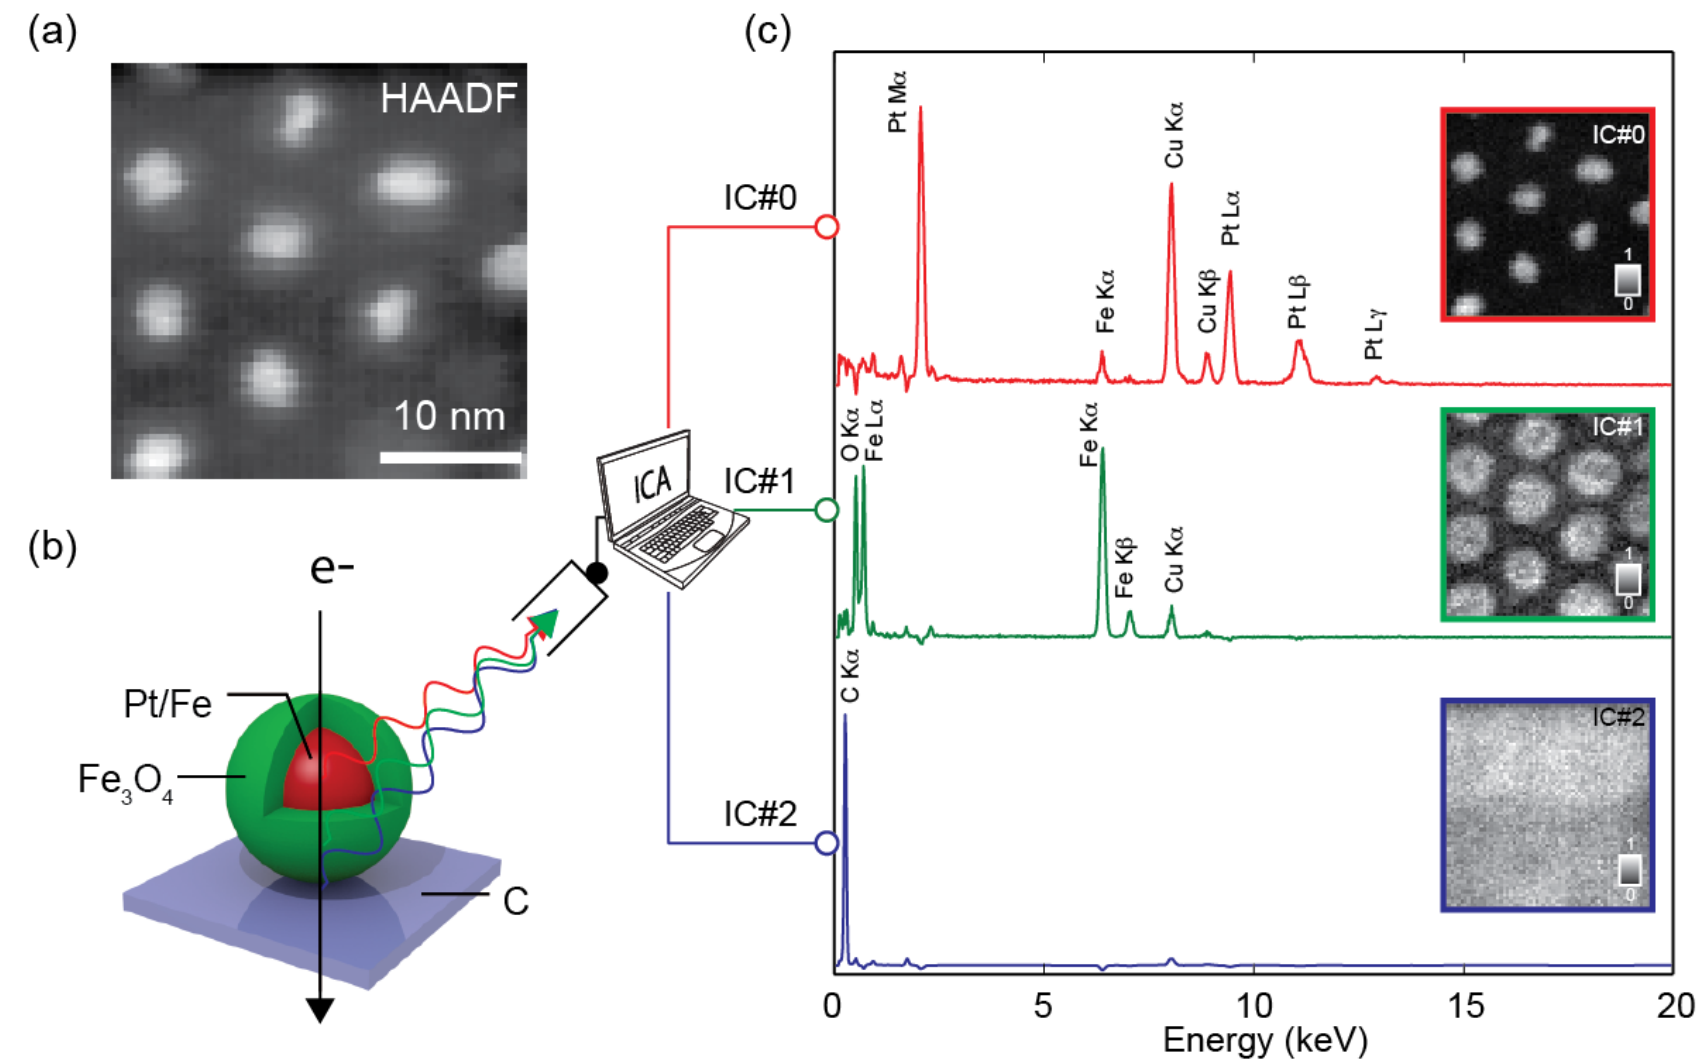 (a)
HAADF
10 nm
(b)
e-
Pt/Fe
Fe3O4
C
ICA
IC#0
IC#1
IC#2
(c)
Pt Mα
Fe Kα
Cu Kα
Cu Kβ
Pt Lα
Pt Lβ
Pt Lγ
IC#0
1
0
O Kα
Fe Lα
Fe Kα
Fe Kβ
Cu Kα
IC#1
1
0
C Kα
IC#2
1
0
0 5 10 15 20
Energy (keV)